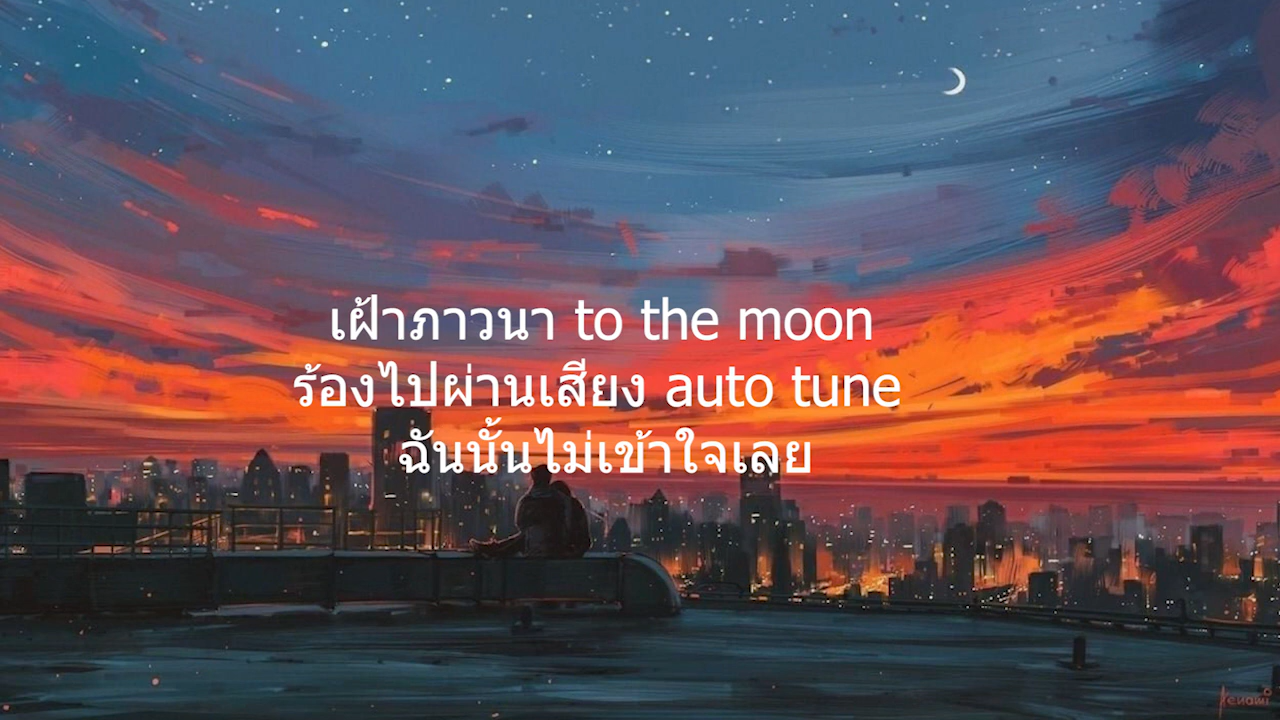 เฝ้าภาวนา to the moon
ร้องไปผ่านเสียง auto tune
ฉันนั้นไม่เข้าใจเลย